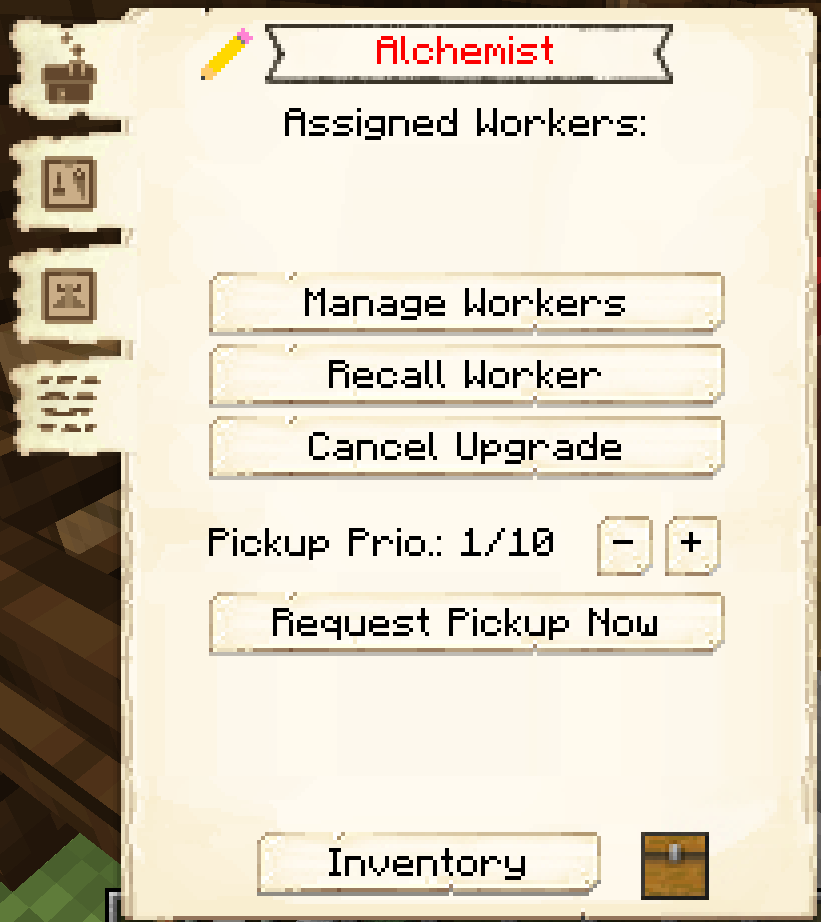 Alchemist
Assigned Workers:
Manage Workers
Recall Worker
Cancel Upgrade
Pickup Prio.: 1/10 - +
Request Pickup Now
Inventory